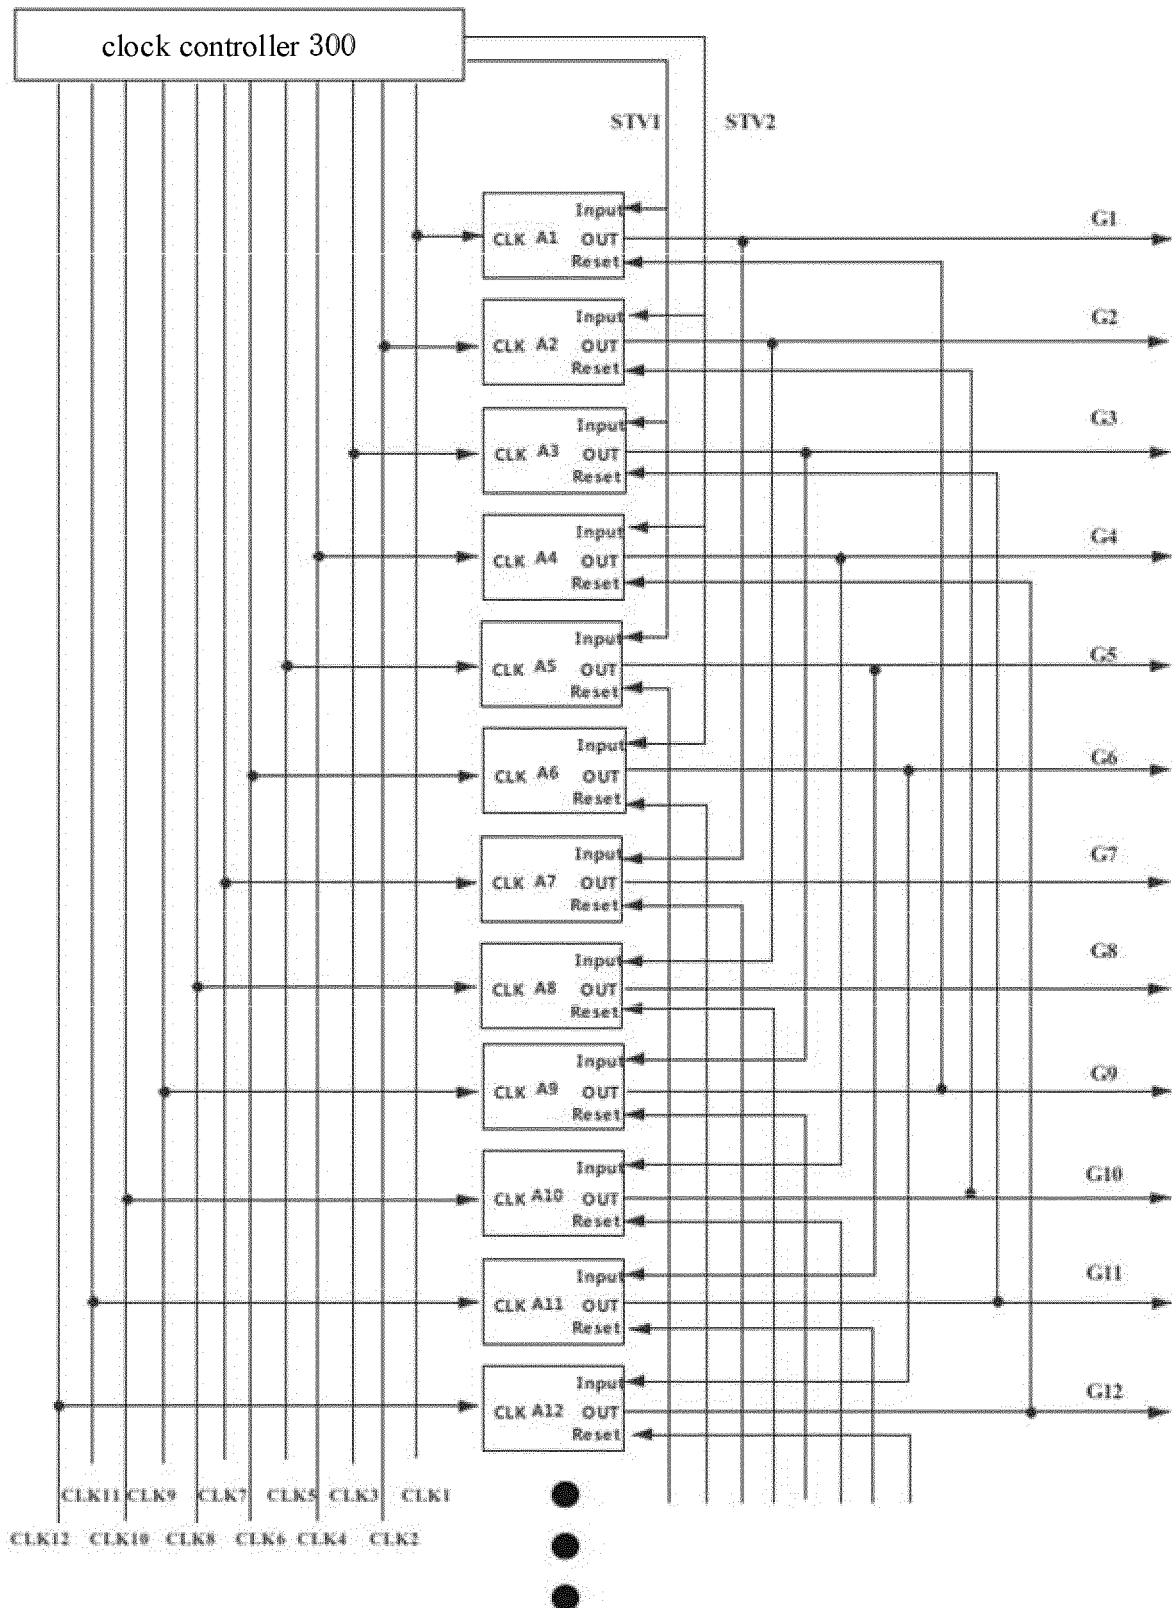 clock controller 300
STV1 STV2
Input
CLK A1 OUT
Reset
G1
Input
CLK A2 OUT
Reset
G2
Input
CLK A3 OUT
Reset
G3
Input
CLK A4 OUT
Reset
G4
Input
CLK A5 OUT
Reset
G5
Input
CLK A6 OUT
Reset
G6
Input
CLK A7 OUT
Reset
G7
Input
CLK A8 OUT
Reset
G8
Input
CLK A9 OUT
Reset
G9
Input
CLK A10 OUT
Reset
G10
Input
CLK A11 OUT
Reset
G11
Input
CLK A12 OUT
Reset
G12
CLK11 CLK9 CLK7 CLK5 CLK3 CLK1
CLK12 CLK10 CLK8 CLK6 CLK4 CLK2